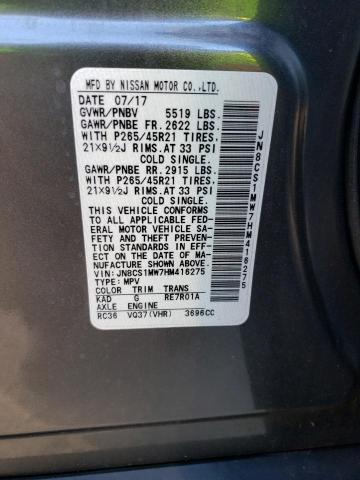 MFD BY NISSAN MOTOR CO.,LTD.
DATE 07/17
GVWR/PNBV 5519 LBS.
GAWR/PNBE FR. 2622 LBS.
WITH P265/45R21 TIRES.
21X9½J RIMS.AT 33 PSI
COLD SINGLE.
GAWR/PNBE RR. 2915 LBS.
WITH P265/45R21 TIRES.
21X9½J RIMS.AT 33 PSI
COLD SINGLE.
THIS VEHICLE CONFORMS
TO ALL APPLICABLE FED-
ERAL MOTOR VEHICLE SA-
FETY AND THEFT PREVEN-
TION STANDARDS IN EFF-
ECT ON THE DATE OF MA-
NUFACTURE SHOWN ABOVE.
VIN: JN8CS1MW7HM416275
TYPE: MPV
COLOR TRIM TRANS
KAD G RE7R01A
AXLE ENGINE
RC36 VQ37(VHR) 3696CC
JN8CS1MW7HM416275